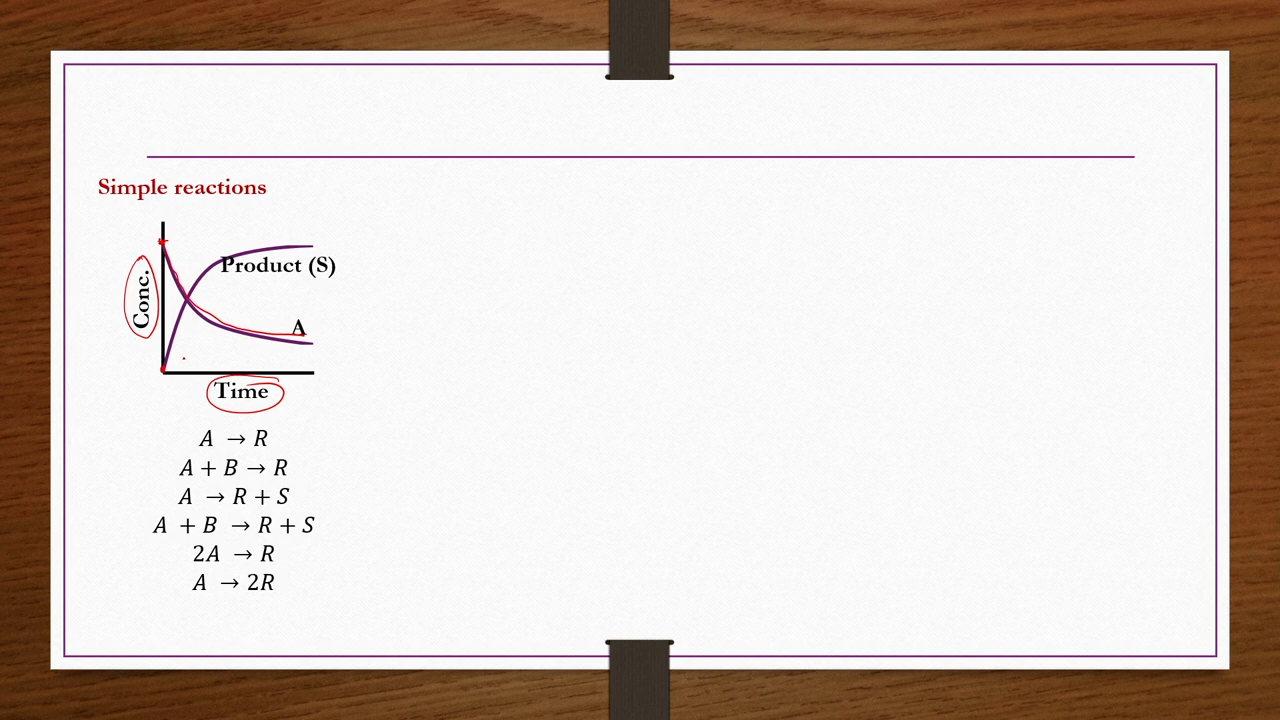 Simple reactions
Conc.
Product (S)
A
Time
A → R
A + B → R
A → R + S
A + B → R + S
2A → R
A → 2R